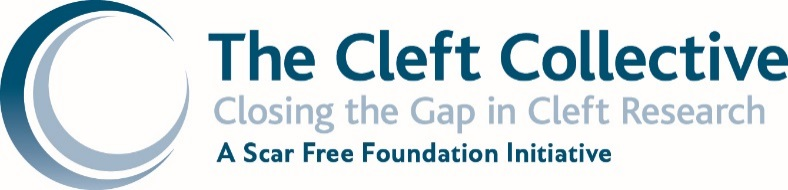 The Cleft Collective
Closing the Gap in Cleft Research
A Scar Free Foundation Initiative